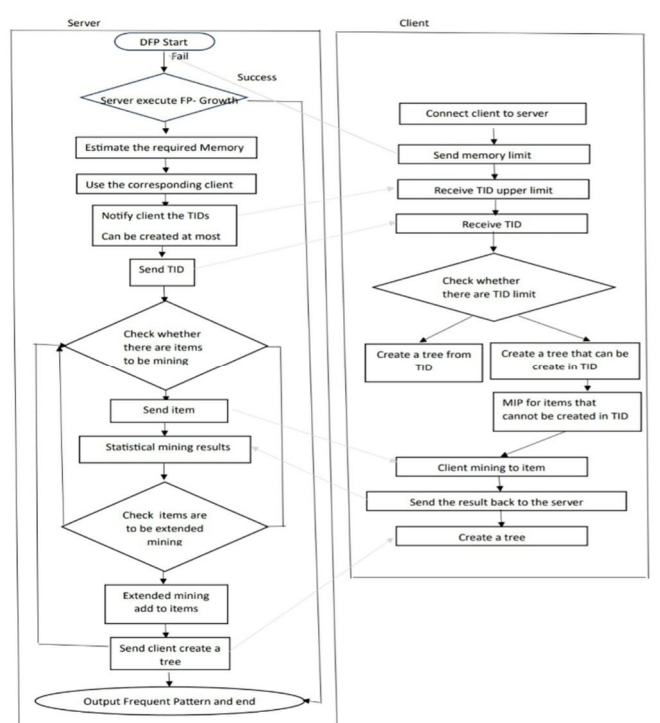 Server
DFP Start
Fail
Success
Server execute FP- Growth
Estimate the required Memory
Use the corresponding client
Notify client the TIDs
Can be created at most
Send TID
Check whether
there are items
to be mining
Send item
Statistical mining results
Check items are
to be extended
mining
Extended mining
add to items
Send client create a
tree
Output Frequent Pattern and end
Client
Connect client to server
Send memory limit
Receive TID upper limit
Receive TID
Check whether
there are TID limit
Create a tree from
TID
Create a tree that can be
create in TID
MIP for items that
cannot be created in TID
Client mining to item
Send the result back to the server
Create a tree